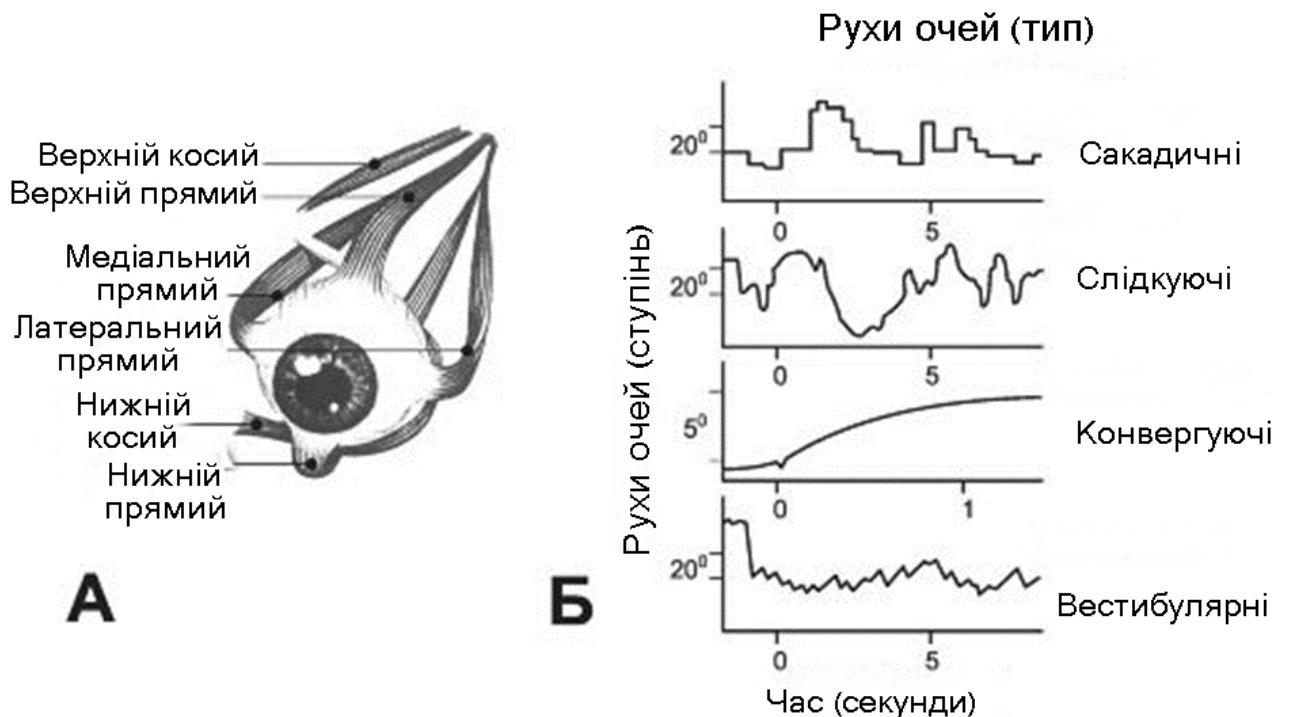 Рухи очей (тип)
Верхній косий
Верхній прямий
Медіальний
прямий
Латеральний
прямий
Нижній
косий
Нижній
прямий
А
Б
Рухи очей (ступінь)
20⁰
Сакадичні
0 5
20⁰
Слідкуючі
0 5
5⁰
Конвергуючі
0 1
20⁰
Вестибулярні
0 5
Час (секунди)